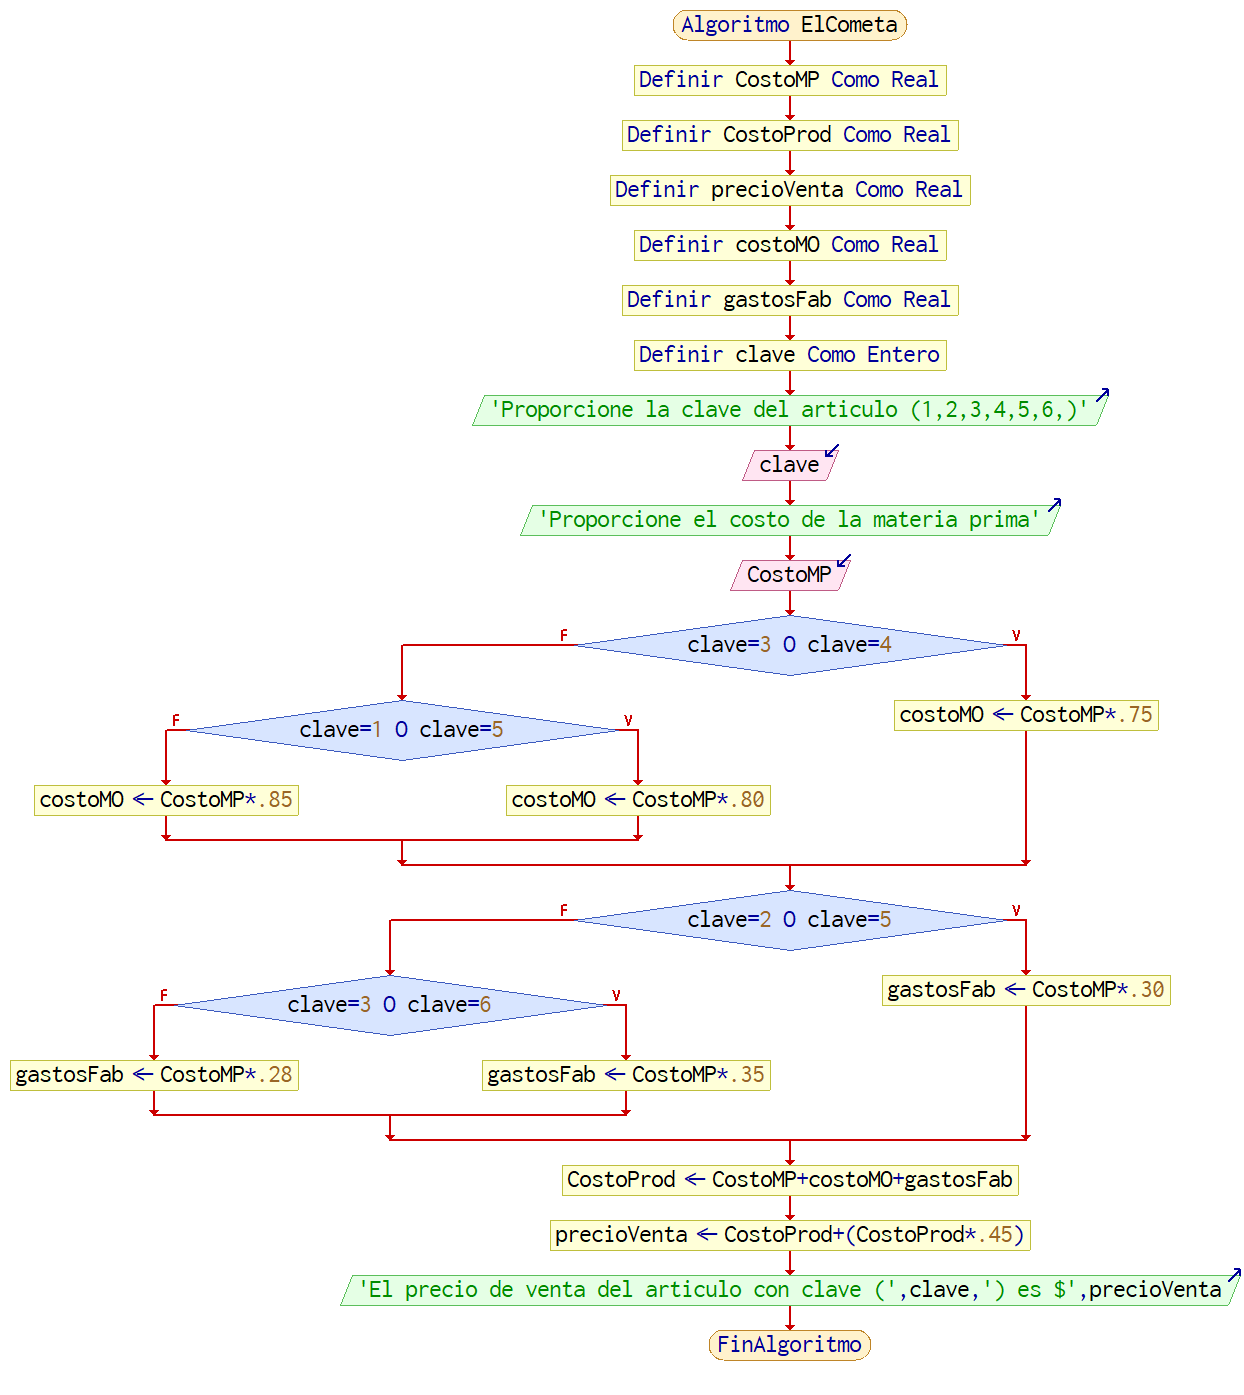 Algoritmo ElCometa
Definir CostoMP Como Real
Definir CostoProd Como Real
Definir precioVenta Como Real
Definir costoMO Como Real
Definir gastosFab Como Real
Definir clave Como Entero
'Proporcione la clave del articulo (1,2,3,4,5,6,)'
clave
'Proporcione el costo de la materia prima'
CostoMP
F
clave=3 O clave=4
V
F
clave=1 O clave=5
V
costoMO ← CostoMP*.75
costoMO ← CostoMP*.85
costoMO ← CostoMP*.80
F
clave=2 O clave=5
V
F
clave=3 O clave=6
V
gastosFab ← CostoMP*.30
gastosFab ← CostoMP*.28
gastosFab ← CostoMP*.35
CostoProd ← CostoMP+costoMO+gastosFab
precioVenta ← CostoProd+(CostoProd*.45)
'El precio de venta del articulo con clave (',clave,') es $',precioVenta
FinAlgoritmo